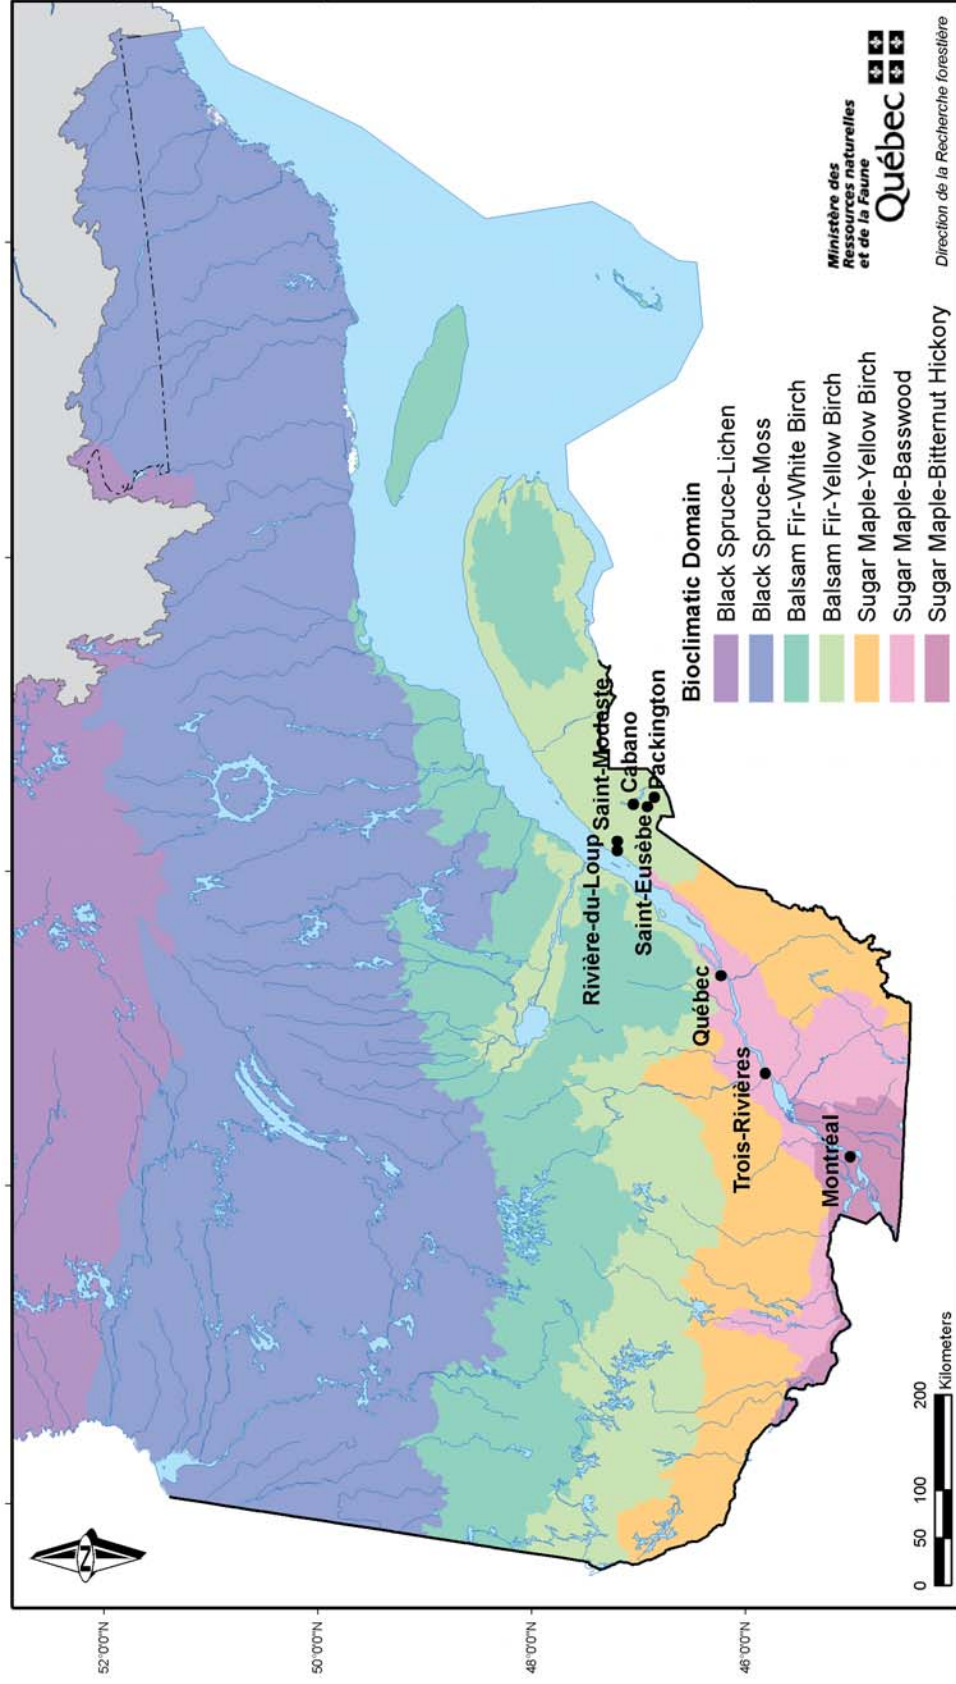 Ministère des
Ressources naturelles
et de la Faune
Québec
Direction de la Recherche forestière
Bioclimatic Domain
Black Spruce-Lichen
Black Spruce-Moss
Balsam Fir-White Birch
Balsam Fir-Yellow Birch
Sugar Maple-Yellow Birch
Sugar Maple-Basswood
Sugar Maple-Bitternut Hickory
Rivière-du-Loup
Saint-Modeste
Cabano
Saint-Eusèbe
Packington
Québec
Trois-Rivières
Montréal
N
0 50 100 200
Kilometers
52°0'0"N
50°0'0"N
48°0'0"N
46°0'0"N